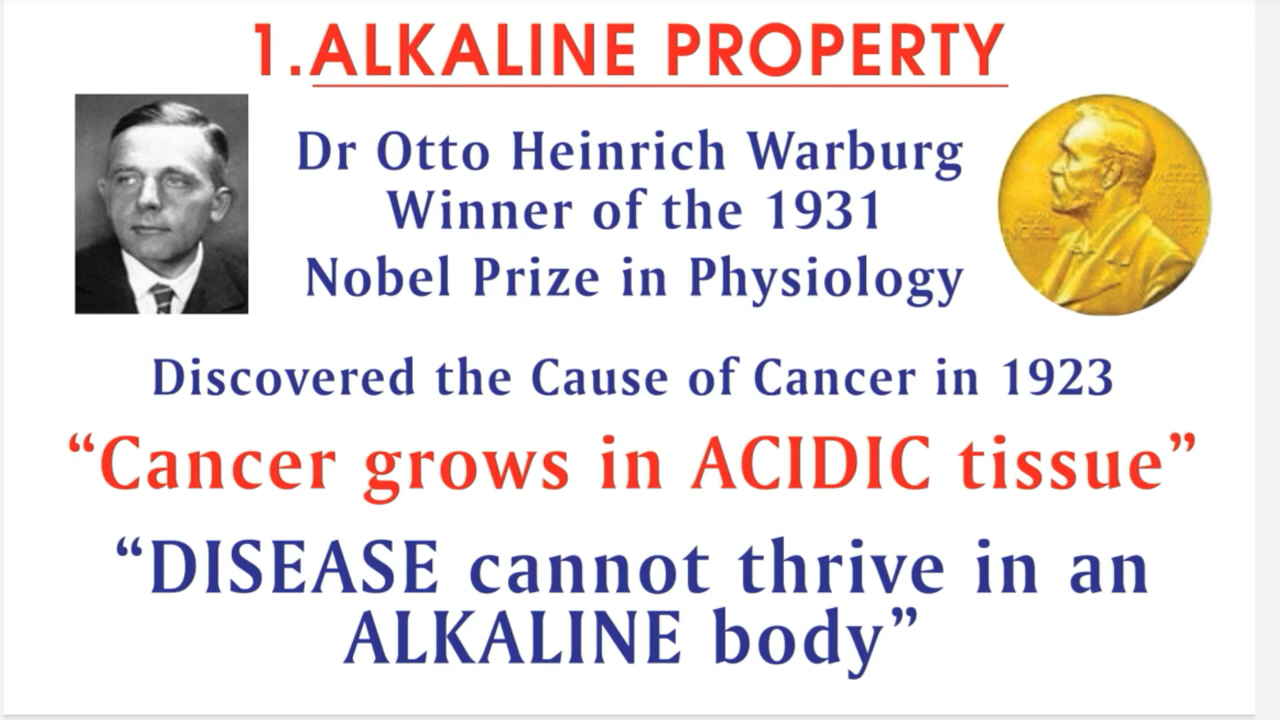 1.ALKALINE PROPERTY
Dr Otto Heinrich Warburg
Winner of the 1931
Nobel Prize in Physiology
Discovered the Cause of Cancer in 1923
“Cancer grows in ACIDIC tissue”
“DISEASE cannot thrive in an
ALKALINE body”